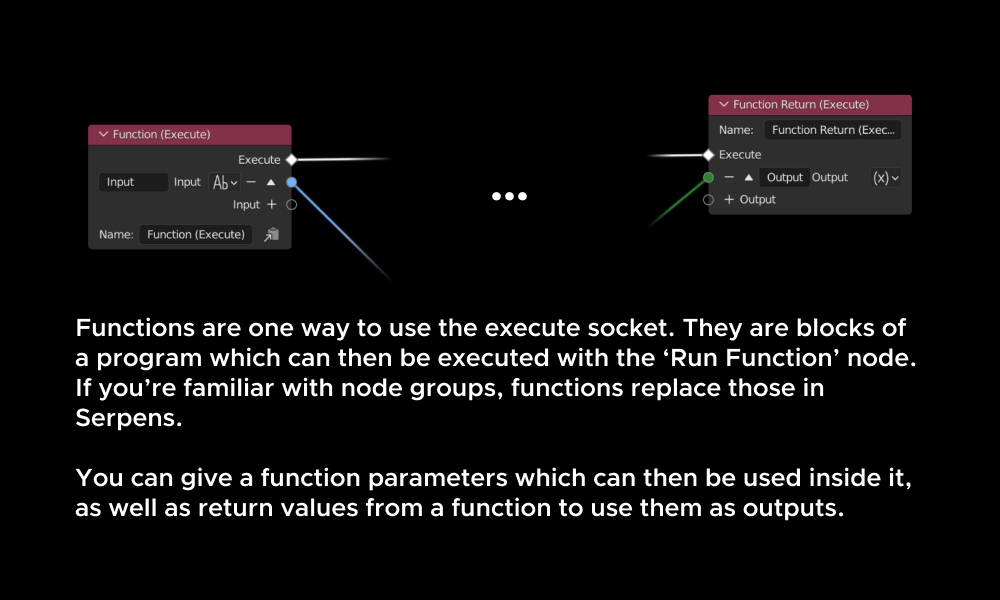 Function (Execute)
Execute
Input Input Ab
Input +
Name: Function (Execute)
Function Return (Execute)
Name: Function Return (Exec...
Execute
Output Output (x)
+ Output
...
Functions are one way to use the execute socket. They are blocks of
a program which can then be executed with the ‘Run Function’ node.
If you’re familiar with node groups, functions replace those in
Serpens.
You can give a function parameters which can then be used inside it,
as well as return values from a function to use them as outputs.